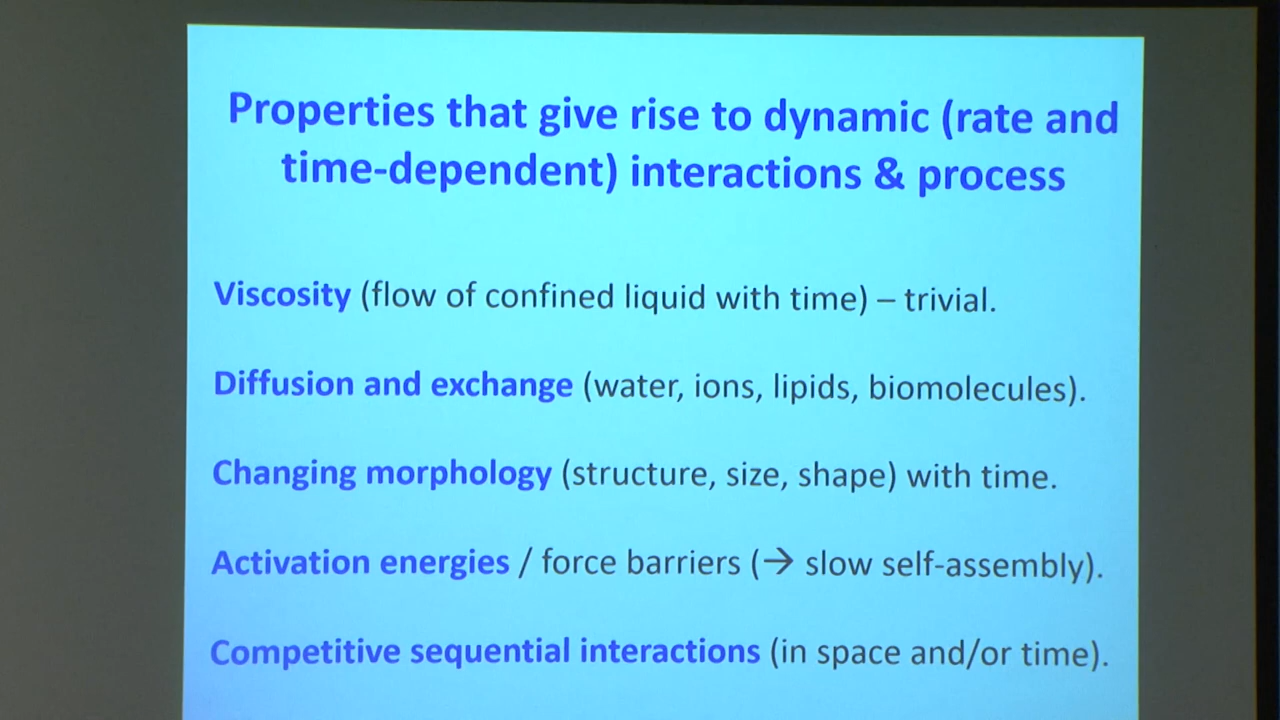 Properties that give rise to dynamic (rate and
time-dependent) interactions & process
Viscosity (flow of confined liquid with time) – trivial.
Diffusion and exchange (water, ions, lipids, biomolecules).
Changing morphology (structure, size, shape) with time.
Activation energies / force barriers (→ slow self-assembly).
Competitive sequential interactions (in space and/or time).